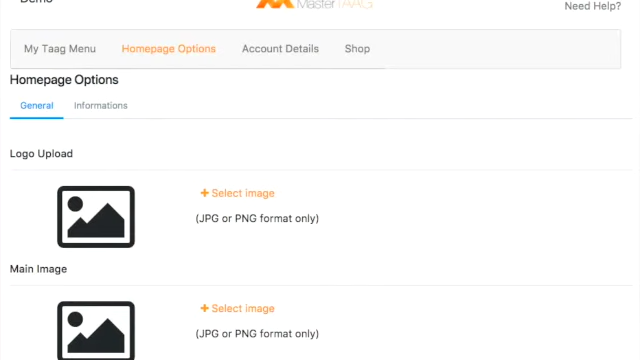 Demo
Master TAAG
Need Help?
My Taag Menu Homepage Options Account Details Shop
Homepage Options
General Informations
Logo Upload
+ Select image
(JPG or PNG format only)
Main Image
+ Select image
(JPG or PNG format only)